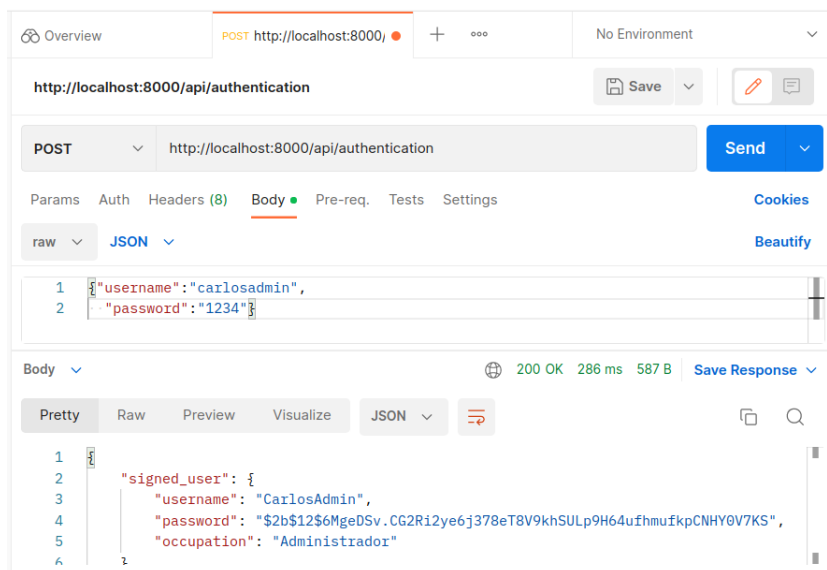 Overview
POST http://localhost:8000/
No Environment
http://localhost:8000/api/authentication
Save
POST http://localhost:8000/api/authentication
Send
Params Auth Headers (8) Body Pre-req. Tests Settings Cookies
raw JSON Beautify
1 {"username":"carlosadmin",
2 "password":"1234"}
Body 200 OK 286 ms 587 B Save Response
Pretty Raw Preview Visualize JSON
1 {
2 "signed_user": {
3 "username": "CarlosAdmin",
4 "password": "$2b$12$6MgeDSv.CG2Ri2ye6j378eT8V9khSULp9H64ufhmufkpCNHY0V7KS",
5 "occupation": "Administrador"
6 }